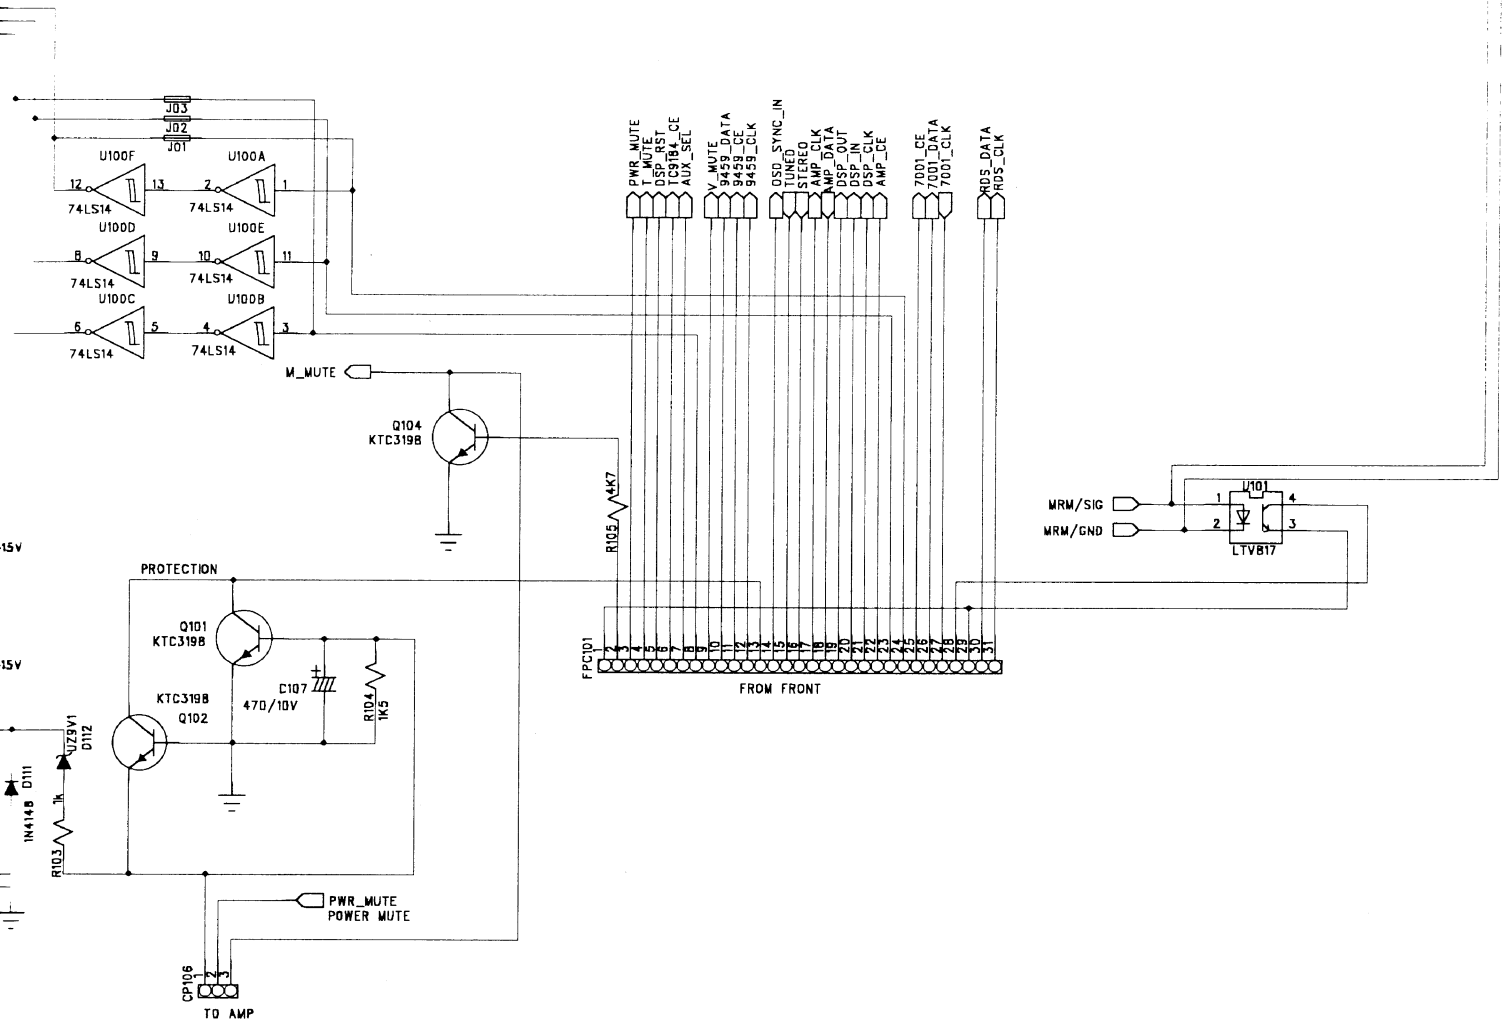 J03
J02
J01
U100F
U100A
12
13
2
1
74LS14
74LS14
U100D
U100E
8
9
10
11
74LS14
74LS14
U100C
U100B
6
5
4
3
74LS14
74LS14
PWR_MUTE
T_MUTE
DSP_RST
TC9184_CE
AUX_SEL
V_MUTE
9459_DATA
9459_CE
9459_CLK
OSD_SYNC_IN
TUNED
STEREO
AMP_CLK
AMP_DATA
DSP_OUT
DSP_IN
DSP_CLK
AMP_CE
7001_CE
7001_DATA
7001_CLK
RDS_DATA
RDS_CLK
M_MUTE
Q104
KTC3198
4K7
R105
MRM/SIG
MRM/GND
U101
1
2
4
3
LTV817
15V
PROTECTION
Q101
KTC3198
15V
C107
470/10V
+
R104
1K5
KTC3198
Q102
UZ9V1
D112
D111
1N4148
1k
R103
FPC101
1
2
3
4
5
6
7
8
9
10
11
12
13
14
15
16
17
18
19
20
21
22
23
24
25
26
27
28
29
30
31
FROM FRONT
PWR_MUTE
POWER MUTE
CP106
1
2
3
TO AMP